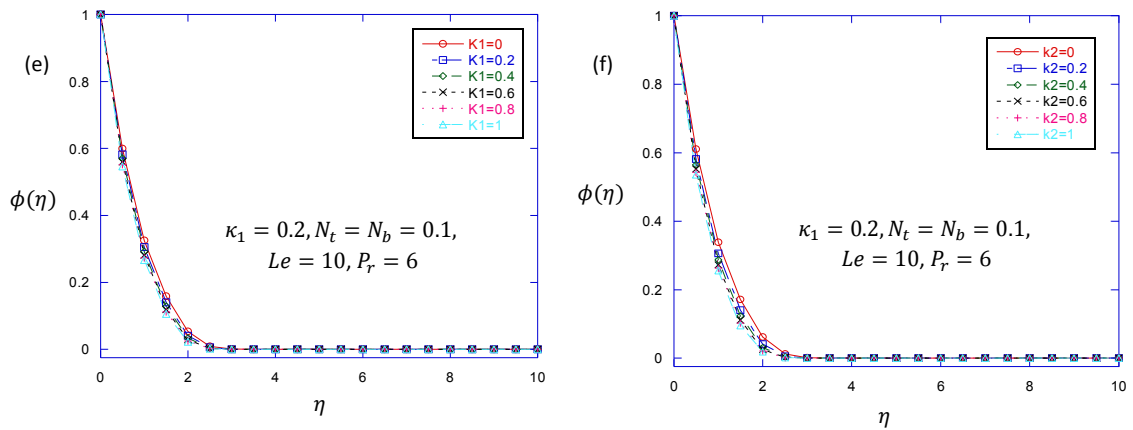 (e)
1
0.8
0.6
0.4
0.2
0
K1=0
K1=0.2
K1=0.4
K1=0.6
K1=0.8
K1=1
ϕ(η)
κ₁ = 0.2, Nₜ = N_b = 0.1,
Le = 10, Pᵣ = 6
0 2 4 6 8 10
η
(f)
1
0.8
0.6
0.4
0.2
0
k2=0
k2=0.2
k2=0.4
k2=0.6
k2=0.8
k2=1
ϕ(η)
κ₁ = 0.2, Nₜ = N_b = 0.1,
Le = 10, Pᵣ = 6
0 2 4 6 8 10
η